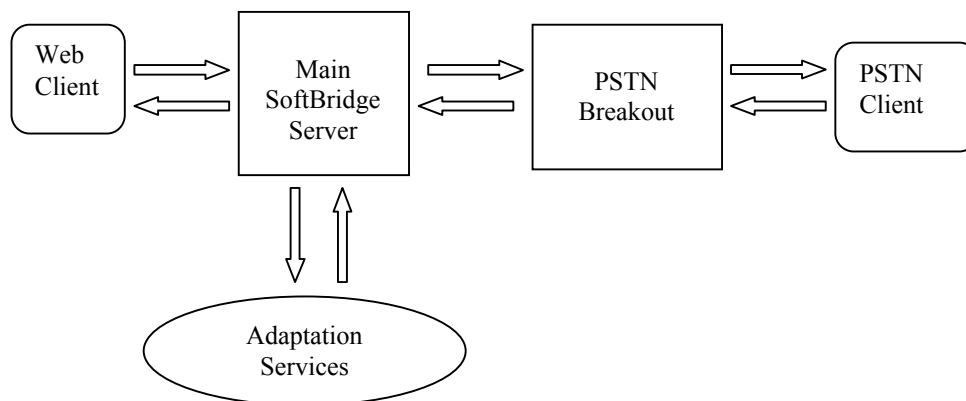 Web
Client
Main
SoftBridge
Server
PSTN
Breakout
PSTN
Client
Adaptation
Services